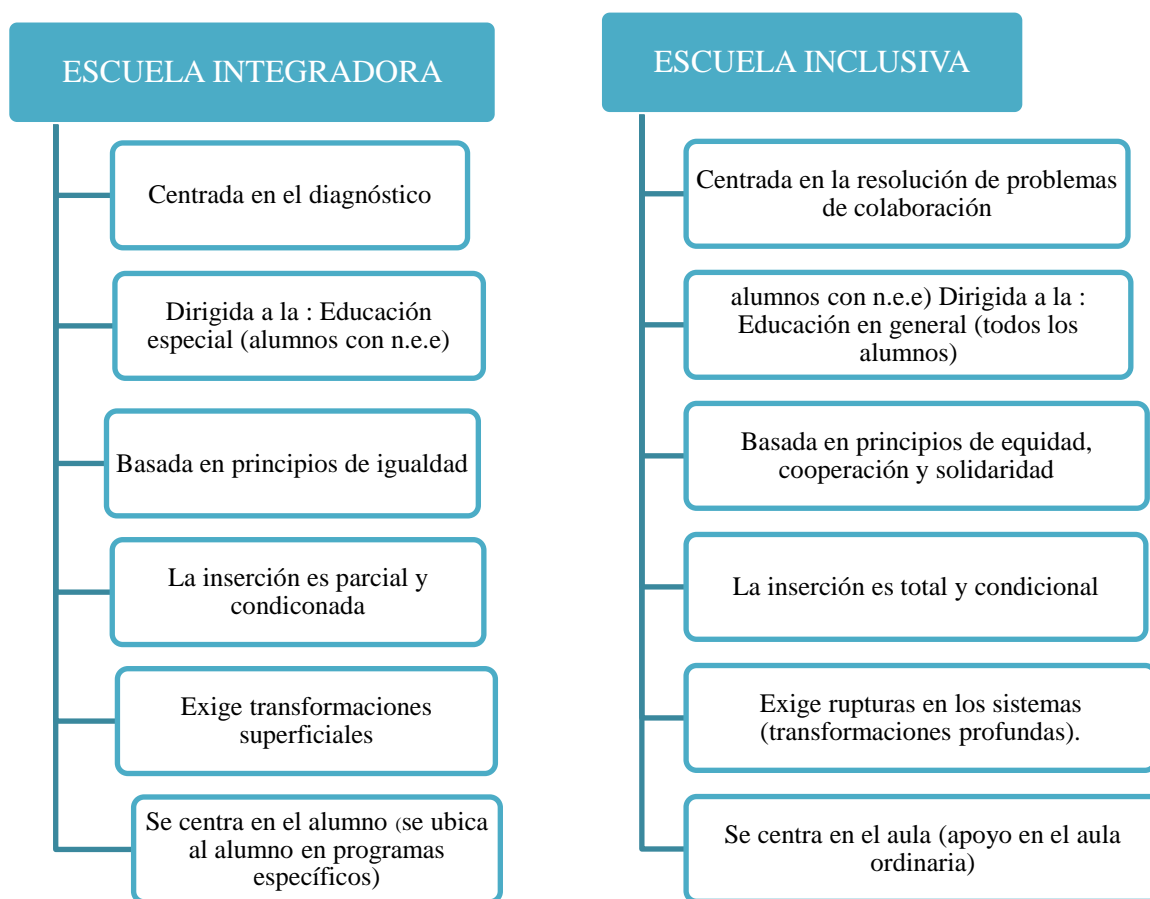 ESCUELA INTEGRADORA
Centrada en el diagnóstico
Dirigida a la : Educación
especial (alumnos con n.e.e)
Basada en principios de igualdad
La inserción es parcial y
condiconada
Exige transformaciones
superficiales
Se centra en el alumno (se ubica
al alumno en programas
específicos)
ESCUELA INCLUSIVA
Centrada en la resolución de problemas
de colaboración
alumnos con n.e.e) Dirigida a la :
Educación en general (todos los
alumnos)
Basada en principios de equidad,
cooperación y solidaridad
La inserción es total y condicional
Exige rupturas en los sistemas
(transformaciones profundas).
Se centra en el aula (apoyo en el aula
ordinaria)